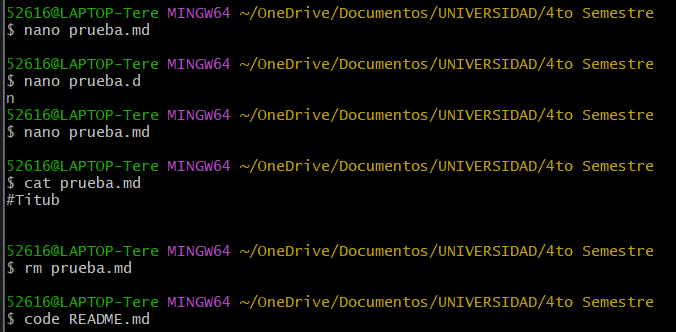 52616@LAPTOP-Tere MINGW64 ~/OneDrive/Documentos/UNIVERSIDAD/4to Semestre
$ nano prueba.md
52616@LAPTOP-Tere MINGW64 ~/OneDrive/Documentos/UNIVERSIDAD/4to Semestre
$ nano prueba.d
n
52616@LAPTOP-Tere MINGW64 ~/OneDrive/Documentos/UNIVERSIDAD/4to Semestre
$ nano prueba.md
52616@LAPTOP-Tere MINGW64 ~/OneDrive/Documentos/UNIVERSIDAD/4to Semestre
$ cat prueba.md
#Titub
52616@LAPTOP-Tere MINGW64 ~/OneDrive/Documentos/UNIVERSIDAD/4to Semestre
$ rm prueba.md
52616@LAPTOP-Tere MINGW64 ~/OneDrive/Documentos/UNIVERSIDAD/4to Semestre
$ code README.md